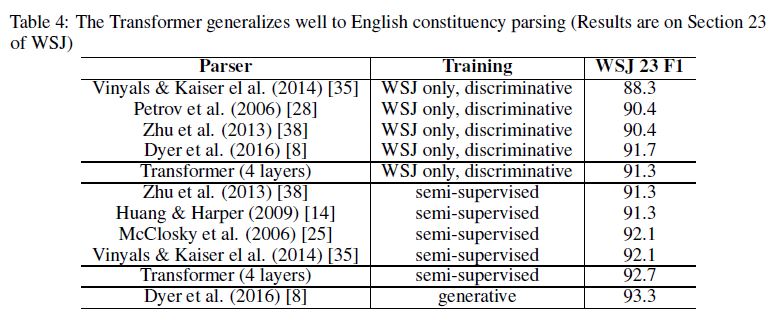 Table 4: The Transformer generalizes well to English constituency parsing (Results are on Section 23
of WSJ)
Parser Training WSJ 23 F1
Vinyals & Kaiser el al. (2014) [35] WSJ only, discriminative 88.3
Petrov et al. (2006) [28] WSJ only, discriminative 90.4
Zhu et al. (2013) [38] WSJ only, discriminative 90.4
Dyer et al. (2016) [8] WSJ only, discriminative 91.7
Transformer (4 layers) WSJ only, discriminative 91.3
Zhu et al. (2013) [38] semi-supervised 91.3
Huang & Harper (2009) [14] semi-supervised 91.3
McClosky et al. (2006) [25] semi-supervised 92.1
Vinyals & Kaiser el al. (2014) [35] semi-supervised 92.1
Transformer (4 layers) semi-supervised 92.7
Dyer et al. (2016) [8] generative 93.3